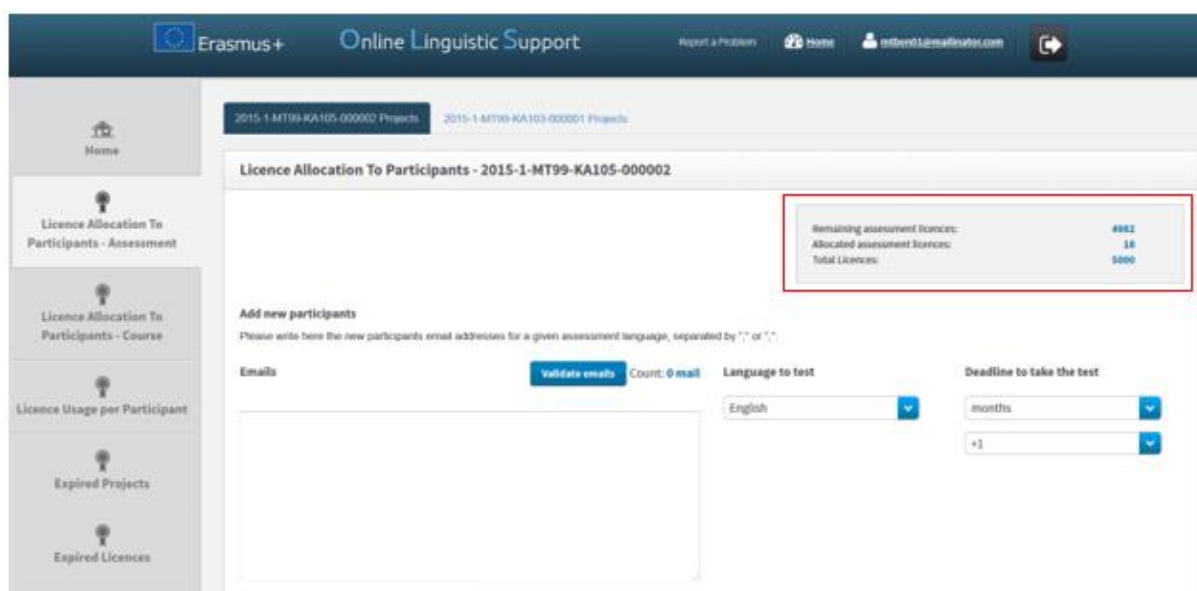 Erasmus+ Online Linguistic Support Report a Problem Home mtben01@mailinator.com
2015-1-MT99-KA105-000002 Projects 2015-1-MT99-KA103-000001 Projects
Home
Licence Allocation To Participants - 2015-1-MT99-KA105-000002
Licence Allocation To
Participants - Assessment
Remaining assessment licences: 4982
Allocated assessment licences: 18
Total Licences: 5000
Licence Allocation To
Participants - Course
Add new participants
Please write here the new participants email addresses for a given assessment language, separated by ";" or ",".
Emails Validate emails Count: 0 mail Language to test Deadline to take the test
English months
+1
Licence Usage per Participant
Expired Projects
Expired Licences